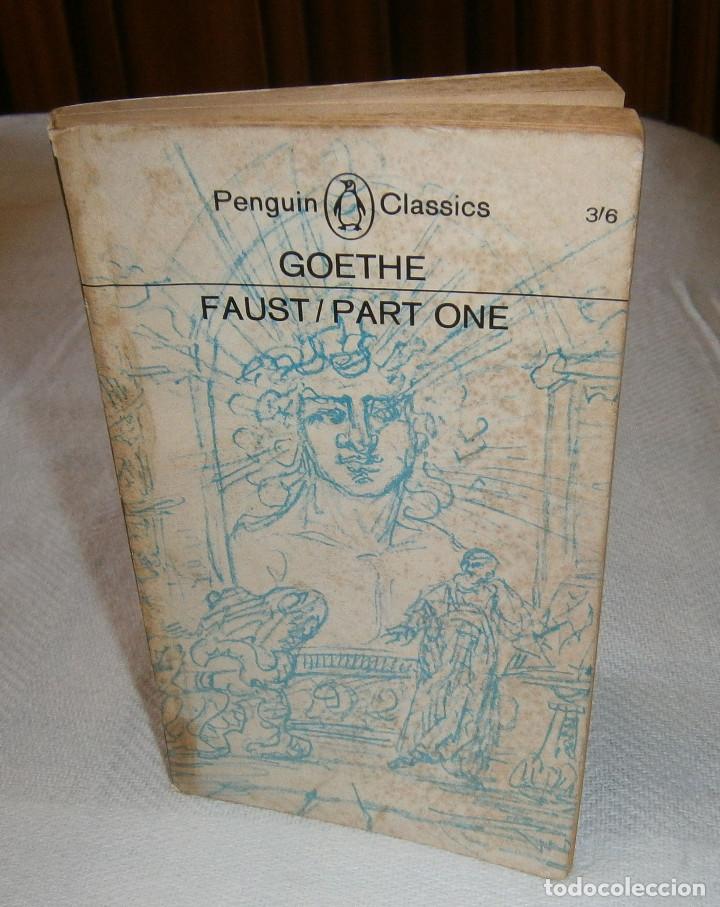 Penguin Classics
3/6
GOETHE
FAUST/PART ONE
todocoleccion